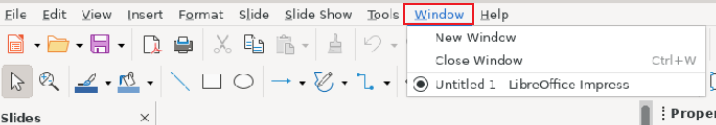 File Edit View Insert Format Slide Slide Show Tools Window Help
New Window
Close Window Ctrl+W
Untitled 1 LibreOffice Impress
Slides
Proper